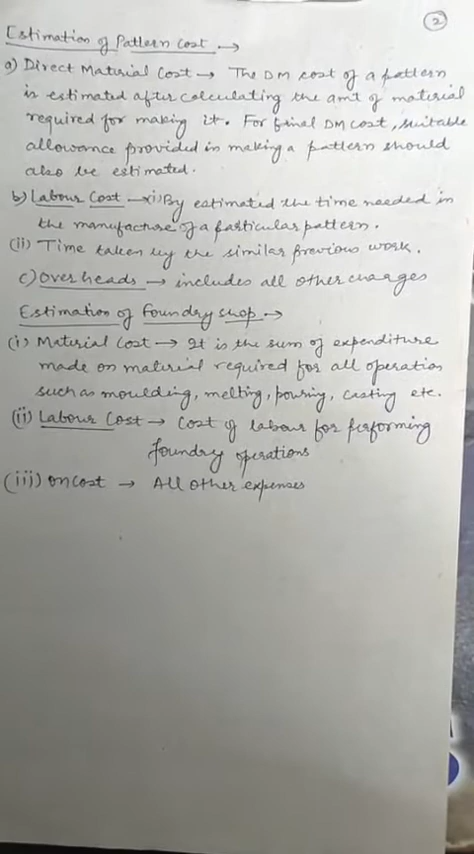 2
Estimation of Pattern Cost →
a) Direct Material Cost → The DM cost of a pattern
is estimated after calculating the amt of material
required for making it. For final DM cost, suitable
allowance provided in making a pattern should
also be estimated.
b) Labour Cost → (i) By estimated the time needed in
the manufacture of a particular pattern.
(ii) Time taken by the similar previous work.
c) Overheads → includes all other charges
Estimation of Foundry shop →
(i) Material Cost → It is the sum of expenditure
made on material required for all operation
such as moulding, melting, pouring, casting etc.
(ii) Labour Cost → Cost of labour for performing
foundry operations
(iii) On cost → All other expenses